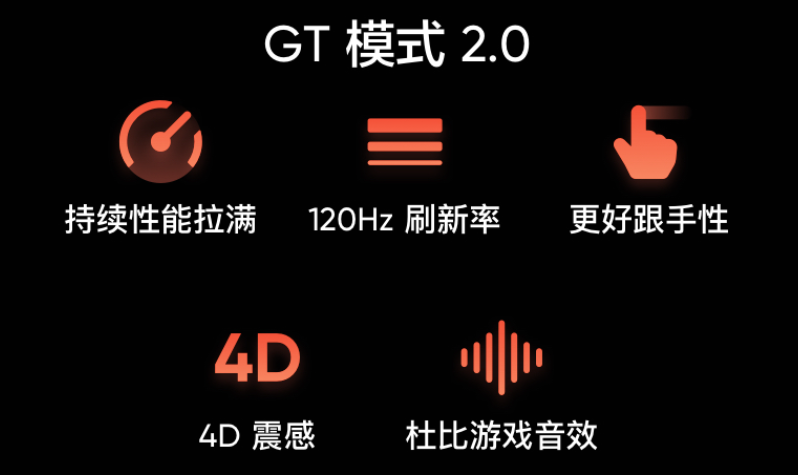 GT 模式 2.0
持续性能拉满
120Hz 刷新率
更好跟手性
4D
4D 震感
杜比游戏音效